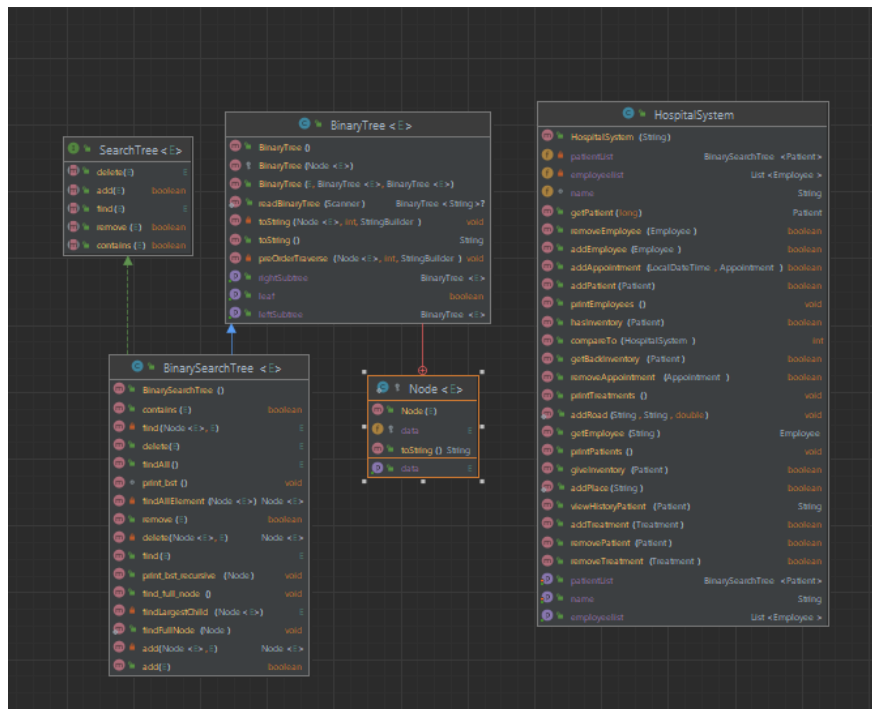 SearchTree <E>
delete(E) E
add(E) boolean
find(E) E
remove (E) boolean
contains (E) boolean
BinaryTree <E>
BinaryTree ()
BinaryTree (Node <E>)
BinaryTree (E, BinaryTree <E>, BinaryTree <E>)
readBinaryTree (Scanner) BinaryTree <String>?
toString (Node <E>, int, StringBuilder ) void
toString () String
preOrderTraverse (Node <E>, int, StringBuilder ) void
rightSubtree BinaryTree <E>
leaf boolean
leftSubtree BinaryTree <E>
BinarySearchTree <E>
BinarySearchTree ()
contains (E) boolean
find(Node <E>, E) E
delete(E) E
findAll() E
print_bst () void
findAllElement (Node <E>) Node <E>
remove (E) boolean
delete(Node <E>, E) Node <E>
find(E) E
print_bst_recursive (Node) void
find_full_node () void
findLargestChild (Node <E>) E
findFullNode (Node ) void
add(Node <E>, E) Node <E>
add(E) boolean
Node <E>
Node(E)
data E
toString () String
data E
HospitalSystem
HospitalSystem (String)
patientList BinarySearchTree <Patient>
employeelist List <Employee >
name String
getPatient (long) Patient
removeEmployee (Employee ) boolean
addEmployee (Employee ) boolean
addAppointment (LocalDateTime , Appointment ) boolean
addPatient (Patient) boolean
printEmployees () void
hasInventory (Patient) boolean
compareTo (HospitalSystem ) int
getBackInventory (Patient) boolean
removeAppointment (Appointment ) boolean
printTreatments () void
addRoad (String , String , double) void
getEmployee (String ) Employee
printPatients () void
giveInventory (Patient) boolean
addPlace (String ) boolean
viewHistoryPatient (Patient) String
addTreatment (Treatment ) boolean
removePatient (Patient ) boolean
removeTreatment (Treatment ) boolean
patientList BinarySearchTree <Patient>
name String
employeelist List <Employee >